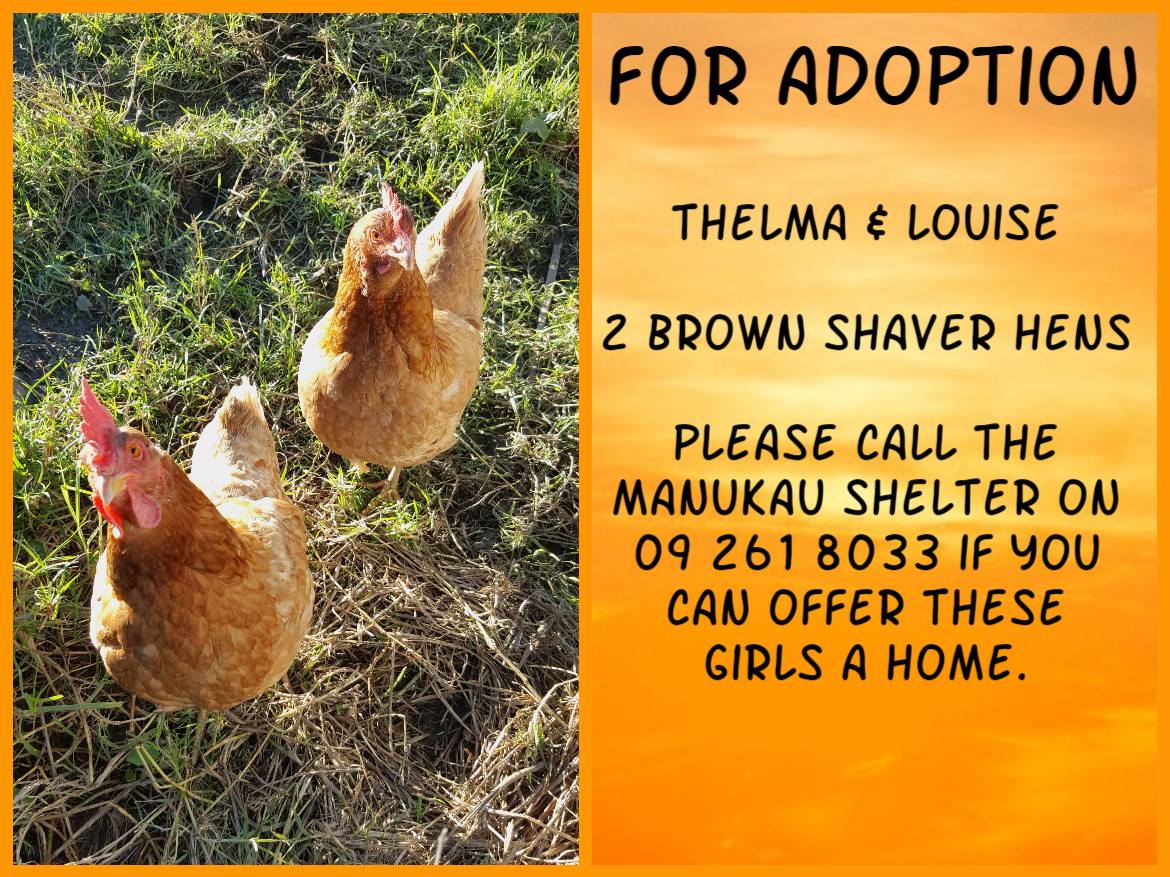 FOR ADOPTION
THELMA & LOUISE
2 BROWN SHAVER HENS
PLEASE CALL THE
MANUKAU SHELTER ON
09 261 8033 IF YOU
CAN OFFER THESE
GIRLS A HOME.